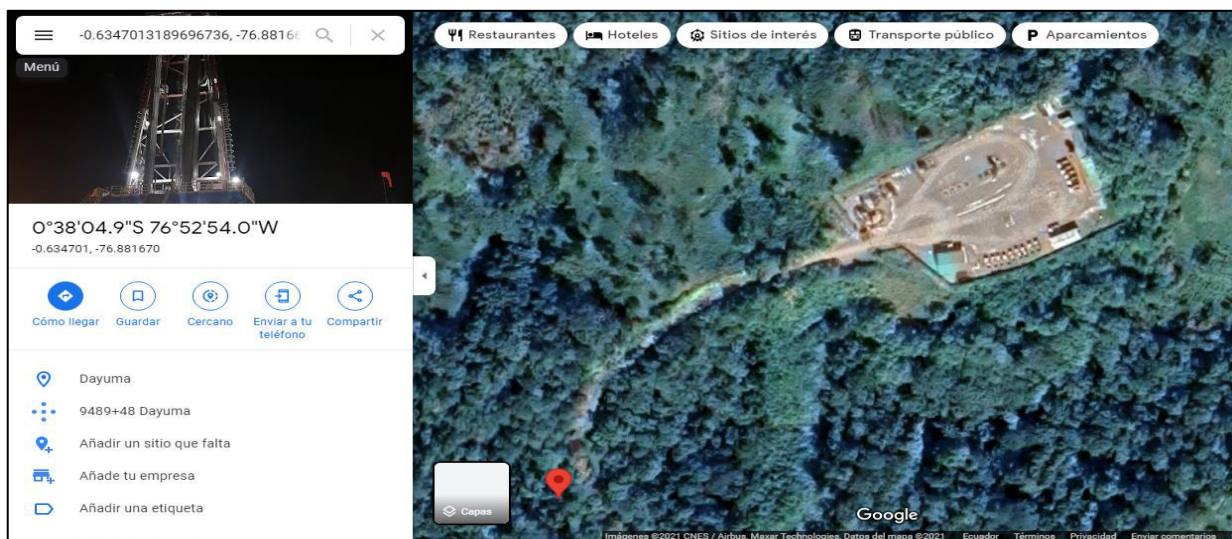 -0.6347013189696736, -76.88166
Menú
0°38'04.9"S 76°52'54.0"W
-0.634701, -76.881670
Cómo llegar
Guardar
Cercano
Enviar a tu
teléfono
Compartir
Dayuma
9489+48 Dayuma
Añadir un sitio que falta
Añade tu empresa
Añadir una etiqueta
Restaurantes
Hoteles
Sitios de interés
Transporte público
P Aparcamientos
Capas
Google
Imágenes ©2021 CNES / Airbus, Maxar Technologies, Datos del mapa ©2021 Ecuador Términos Privacidad Enviar comentarios